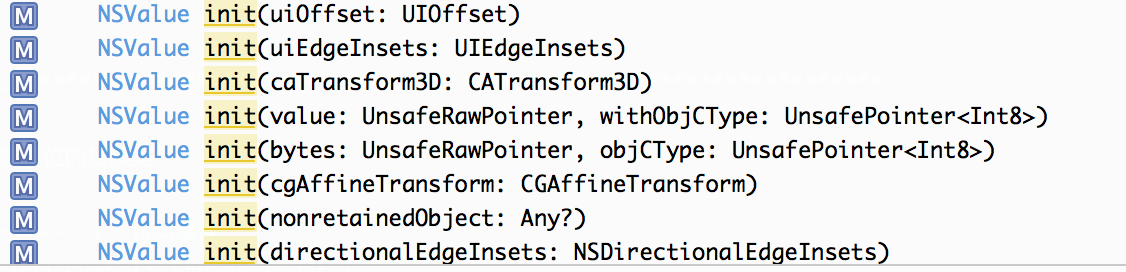 M NSValue init(uiOffset: UIOffset)
M NSValue init(uiEdgeInsets: UIEdgeInsets)
M NSValue init(caTransform3D: CATransform3D)
M NSValue init(value: UnsafeRawPointer, withObjCType: UnsafePointer<Int8>)
M NSValue init(bytes: UnsafeRawPointer, objCType: UnsafePointer<Int8>)
M NSValue init(cgAffineTransform: CGAffineTransform)
M NSValue init(nonretainedObject: Any?)
M NSValue init(directionalEdgeInsets: NSDirectionalEdgeInsets)